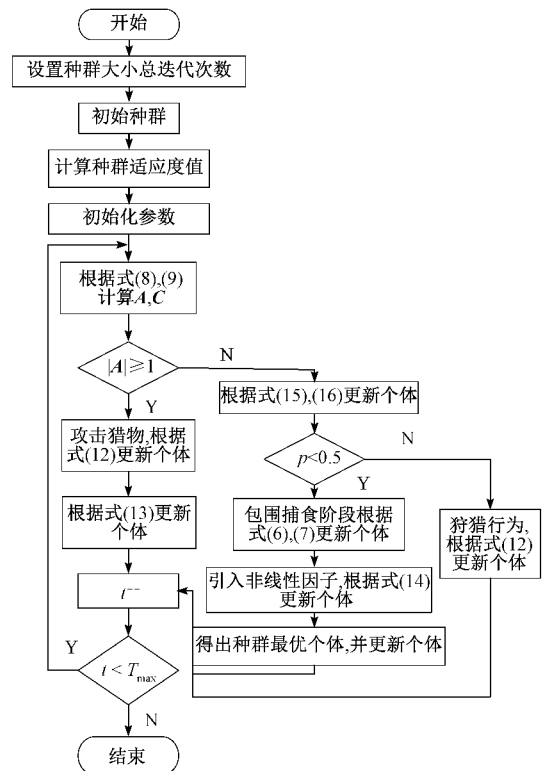 开始
设置种群大小总迭代次数
初始种群
计算种群适应度值
初始化参数
根据式(8),(9)
计算A,C
|A|≥1
N
Y
根据式(15),(16)更新个体
攻击猎物,根据
式(12)更新个体
p<0.5
N
Y
根据式(13)更新
个体
包围捕食阶段根据
式(6),(7)更新个体
狩猎行为,
根据式(12)
更新个体
引入非线性因子,根据式(14)
更新个体
t--
得出种群最优个体,并更新个体
Y
t < Tmax
N
结束